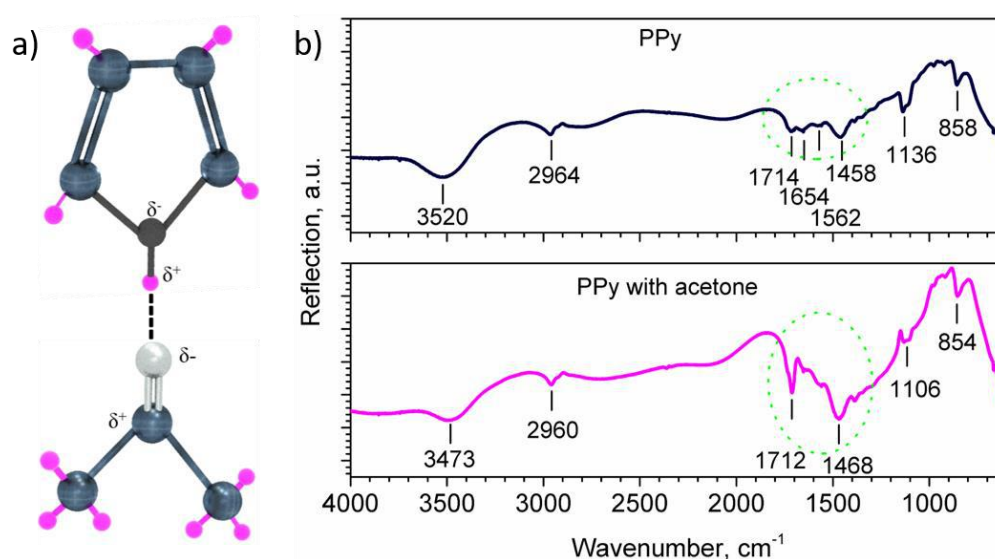 a)
δ-
δ+
δ-
δ+
b)
PPy
3520
2964
1714
1654
1562
1458
1136
858
Reflection, a.u.
PPy with acetone
3473
2960
1712
1468
1106
854
4000 3500 3000 2500 2000 1500 1000
Wavenumber, cm-1